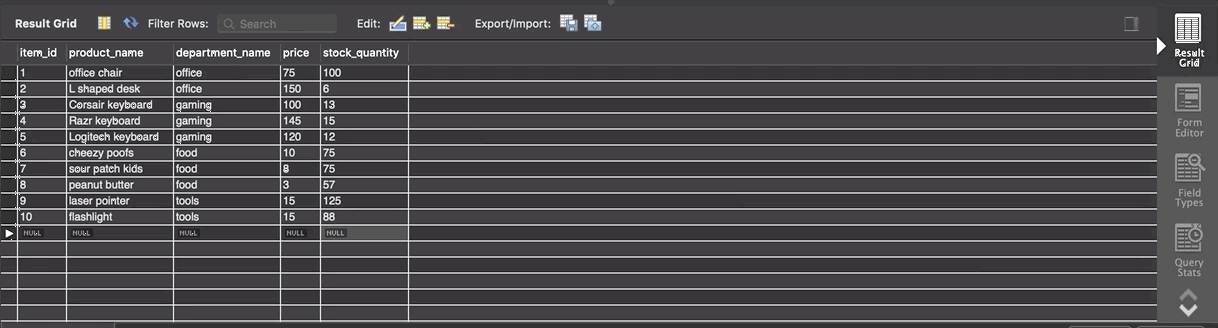 Result Grid Filter Rows: Search Edit: Export/Import:
item_id product_name department_name price stock_quantity
1 office chair office 75 100
2 L shaped desk office 150 6
3 Corsair keyboard gaming 100 13
4 Razr keyboard gaming 145 15
5 Logitech keyboard gaming 120 12
6 cheezy poofs food 10 75
7 sour patch kids food 8 75
8 peanut butter food 3 57
9 laser pointer tools 15 125
10 flashlight tools 15 88
NULL NULL NULL NULL NULL
Result
Grid
Form
Editor
Field
Types
Query
Stats